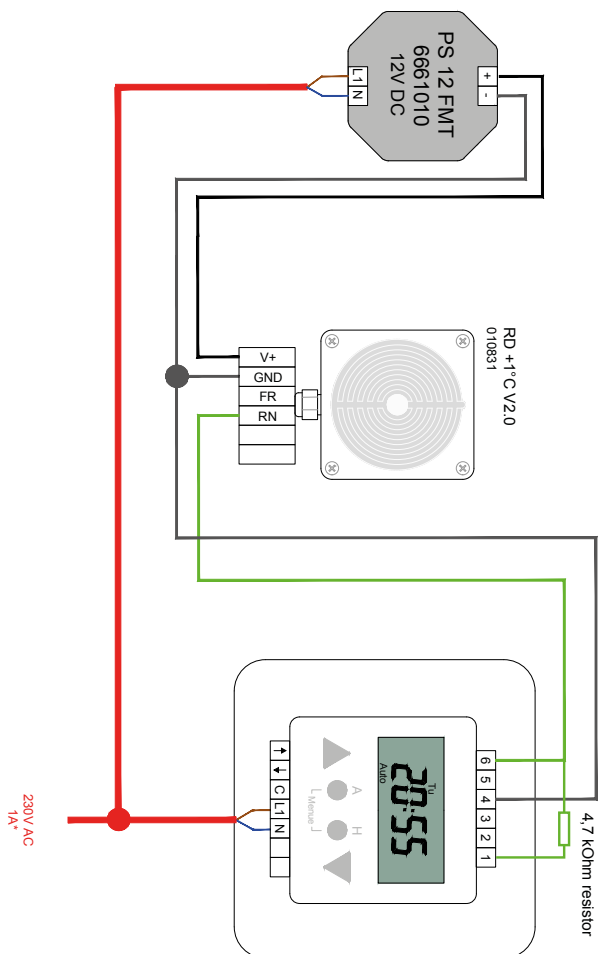 PS 12 FMT
6661010
12V DC
+
-
L1
N
RD +1°C V2.0
010831
V+
GND
FR
RN
6
5
4
3
2
1
4,7 kOhm resistor
Tu
20:55
Auto
A
H
Menue
↑
↓
C
L1
N
230V AC
1A*